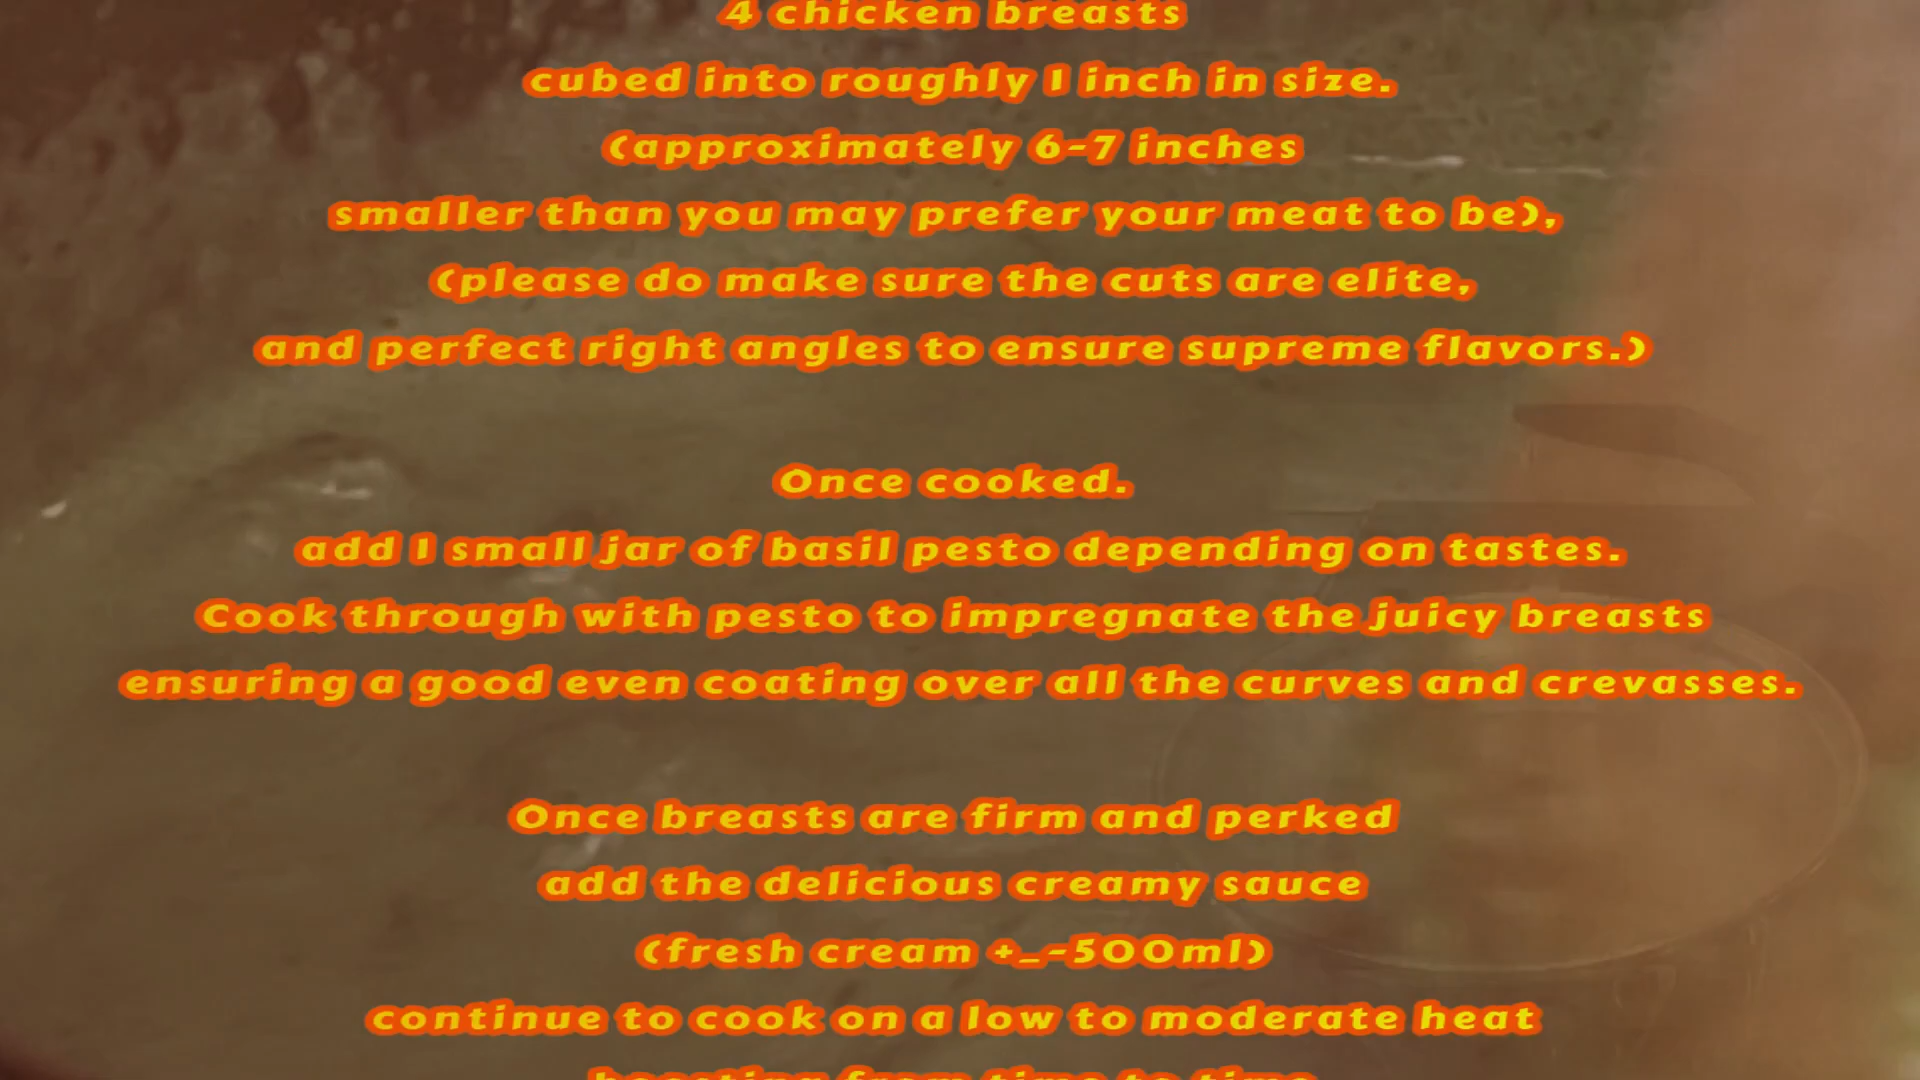 4 chicken breasts
cubed into roughly 1 inch in size.
(approximately 6-7 inches
smaller than you may prefer your meat to be),
(please do make sure the cuts are elite,
and perfect right angles to ensure supreme flavors.)
Once cooked.
add 1 small jar of basil pesto depending on tastes.
Cook through with pesto to impregnate the juicy breasts
ensuring a good even coating over all the curves and crevasses.
Once breasts are firm and perked
add the delicious creamy sauce
(fresh cream +_-500ml)
continue to cook on a low to moderate heat
from time to time